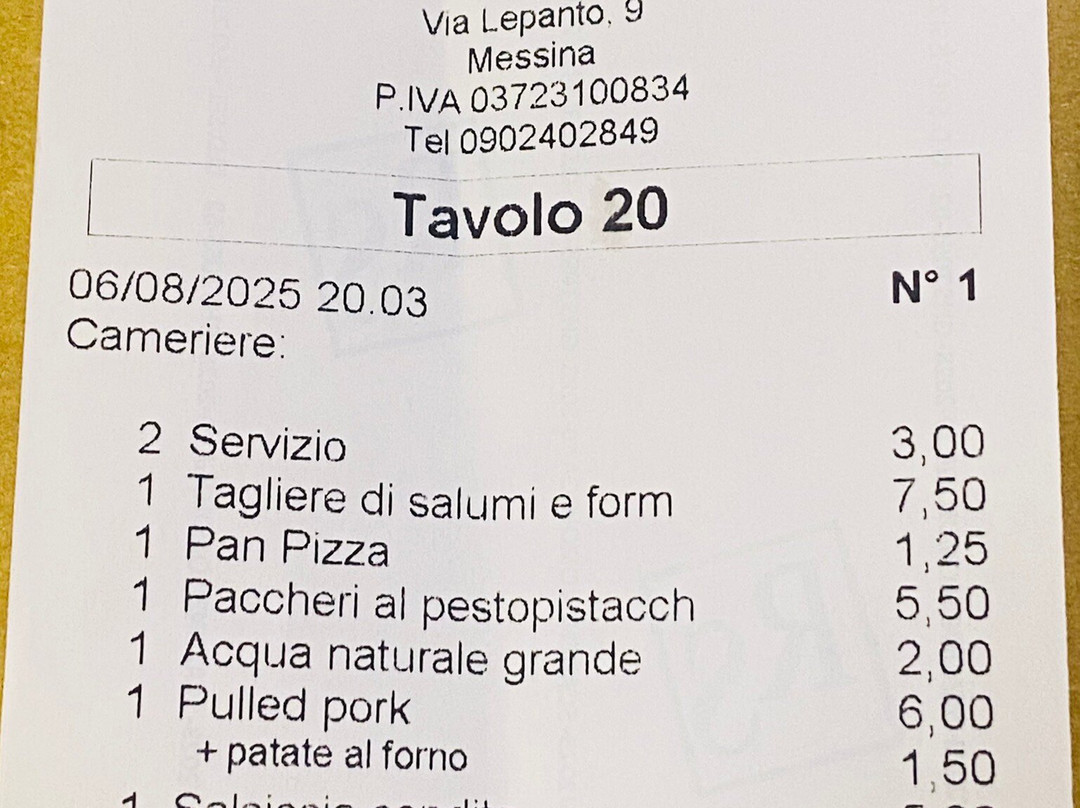 Via Lepanto, 9
Messina
P.IVA 03723100834
Tel 0902402849
Tavolo 20
06/08/2025 20.03 N° 1
Cameriere:
2 Servizio 3,00
1 Tagliere di salumi e form 7,50
1 Pan Pizza 1,25
1 Paccheri al pestopistacch 5,50
1 Acqua naturale grande 2,00
1 Pulled pork 6,00
+ patate al forno 1,50
1